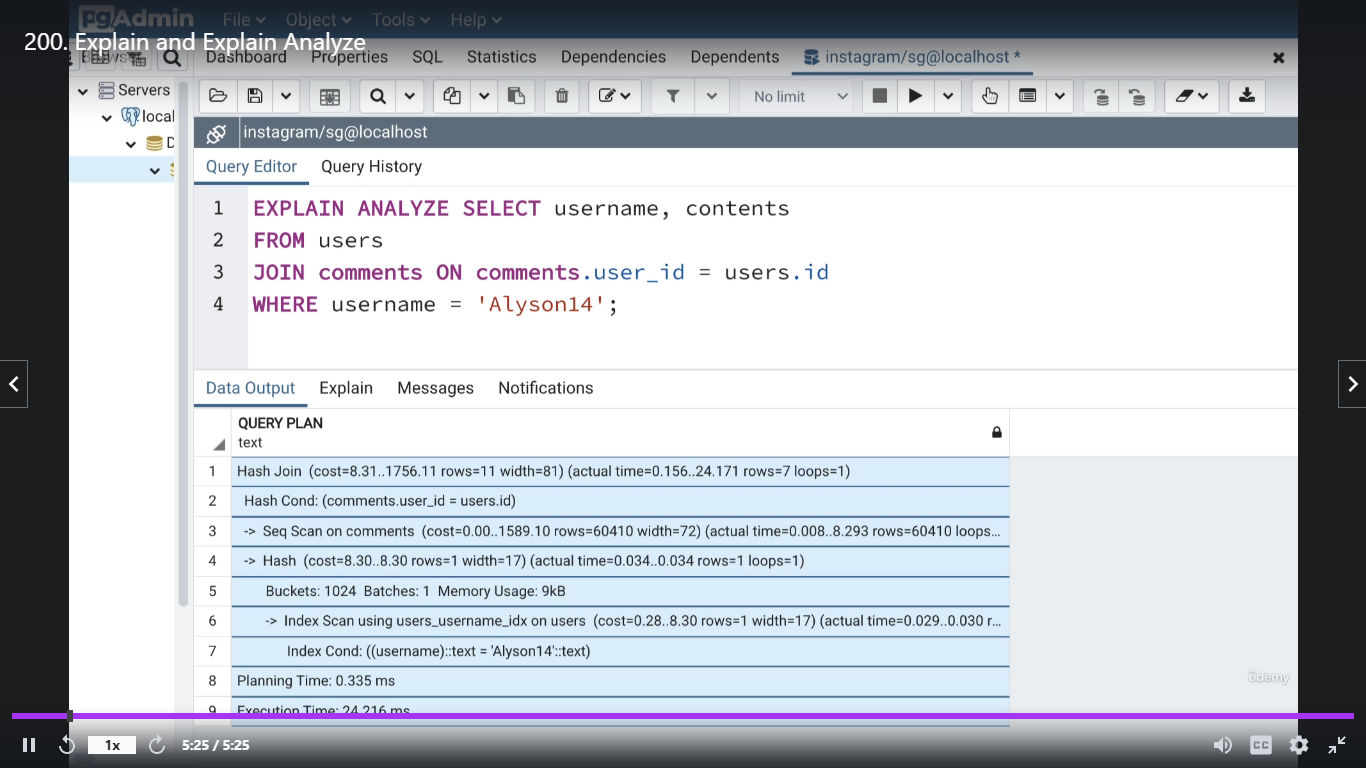 pgAdmin File Object Tools Help
200. Explain and Explain Analyze
Dashboard Properties SQL Statistics Dependencies Dependents instagram/sg@localhost *
Servers
local
D
No limit
instagram/sg@localhost
Query Editor Query History
1 EXPLAIN ANALYZE SELECT username, contents
2 FROM users
3 JOIN comments ON comments.user_id = users.id
4 WHERE username = 'Alyson14';
Data Output Explain Messages Notifications
QUERY PLAN
text
1 Hash Join (cost=8.31..1756.11 rows=11 width=81) (actual time=0.156..24.171 rows=7 loops=1)
2 Hash Cond: (comments.user_id = users.id)
3 -> Seq Scan on comments (cost=0.00..1589.10 rows=60410 width=72) (actual time=0.008..8.293 rows=60410 loops...
4 -> Hash (cost=8.30..8.30 rows=1 width=17) (actual time=0.034..0.034 rows=1 loops=1)
5 Buckets: 1024 Batches: 1 Memory Usage: 9kB
6 -> Index Scan using users_username_idx on users (cost=0.28..8.30 rows=1 width=17) (actual time=0.029..0.030 r...
7 Index Cond: ((username)::text = 'Alyson14'::text)
8 Planning Time: 0.335 ms
9 Execution Time: 24.216 ms
ûdemy
1x 5:25 / 5:25 CC